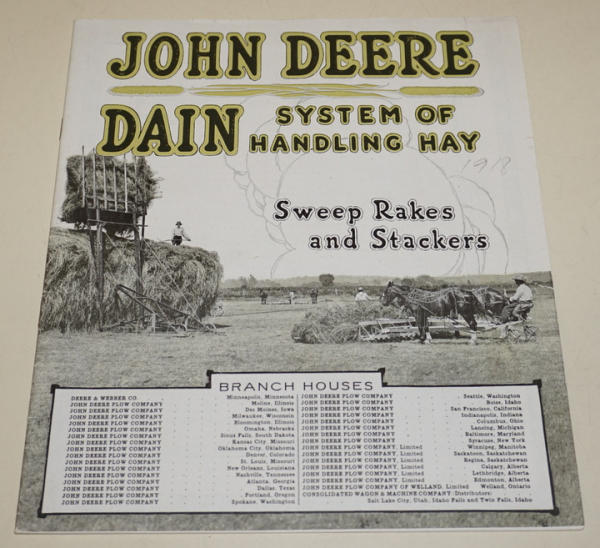 JOHN DEERE
DAIN SYSTEM OF
HANDLING HAY
1918
Sweep Rakes
and Stackers
BRANCH HOUSES
DEERE & WEBBER CO. Minneapolis, Minnesota
JOHN DEERE PLOW COMPANY Moline, Illinois
JOHN DEERE PLOW COMPANY Des Moines, Iowa
JOHN DEERE PLOW COMPANY Milwaukee, Wisconsin
JOHN DEERE PLOW COMPANY Bloomington, Illinois
JOHN DEERE PLOW COMPANY Omaha, Nebraska
JOHN DEERE PLOW COMPANY Sioux Falls, South Dakota
JOHN DEERE PLOW COMPANY Kansas City, Missouri
JOHN DEERE PLOW COMPANY Oklahoma City, Oklahoma
JOHN DEERE PLOW COMPANY Denver, Colorado
JOHN DEERE PLOW COMPANY St. Louis, Missouri
JOHN DEERE PLOW COMPANY New Orleans, Louisiana
JOHN DEERE PLOW COMPANY Nashville, Tennessee
JOHN DEERE PLOW COMPANY Atlanta, Georgia
JOHN DEERE PLOW COMPANY Dallas, Texas
JOHN DEERE PLOW COMPANY Portland, Oregon
JOHN DEERE PLOW COMPANY Spokane, Washington
JOHN DEERE PLOW COMPANY Seattle, Washington
JOHN DEERE PLOW COMPANY Boise, Idaho
JOHN DEERE PLOW COMPANY San Francisco, California
JOHN DEERE PLOW COMPANY Indianapolis, Indiana
JOHN DEERE PLOW COMPANY Columbus, Ohio
JOHN DEERE PLOW COMPANY Lancing, Michigan
JOHN DEERE PLOW COMPANY Baltimore, Maryland
JOHN DEERE PLOW COMPANY Syracuse, New York
JOHN DEERE PLOW COMPANY, Limited Winnipeg, Manitoba
JOHN DEERE PLOW COMPANY, Limited Saskatoon, Saskatchewan
JOHN DEERE PLOW COMPANY, Limited Regina, Saskatchewan
JOHN DEERE PLOW COMPANY, Limited Calgary, Alberta
JOHN DEERE PLOW COMPANY, Limited Lethbridge, Alberta
JOHN DEERE PLOW COMPANY, Limited Edmonton, Alberta
JOHN DEERE PLOW COMPANY OF WELLAND, Limited Welland, Ontario
CONSOLIDATED WAGON & MACHINE COMPANY (Distributors)
Salt Lake City, Utah, Idaho Falls and Twin Falls, Idaho